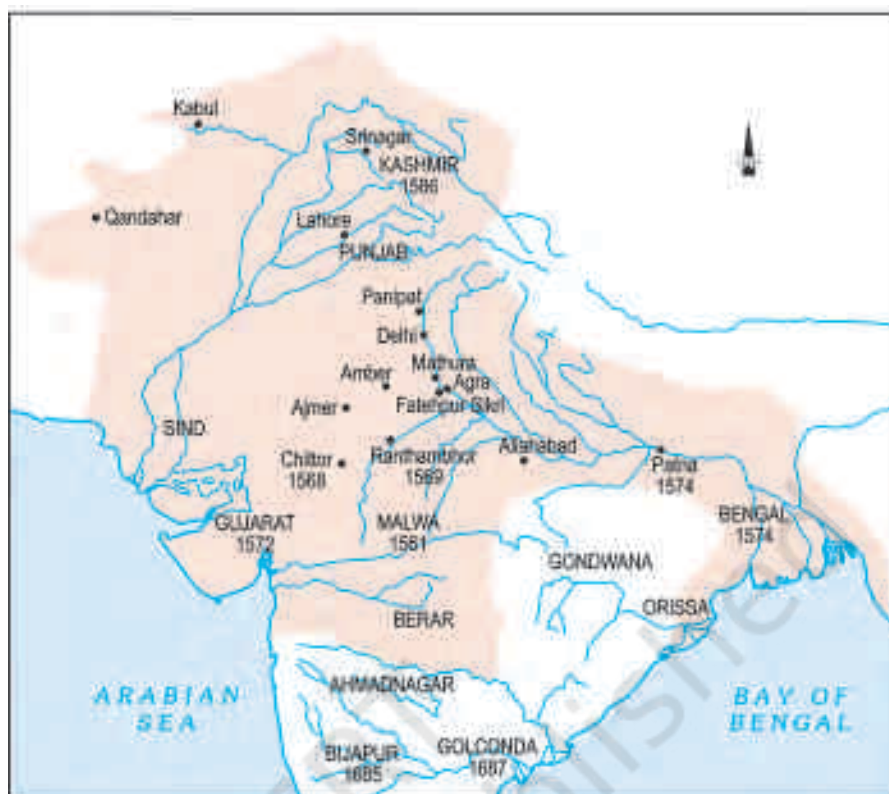 Kabul
Srinagar
KASHMIR
1586
Qandahar
Lahore
PUNJAB
Panipat
Delhi
Mathura
Amber
Agra
Fatehpur Sikri
Ajmer
SIND
Ranthambhor
1569
Allahabad
Chittor
1568
Patna
1574
GUJARAT
1572
MALWA
1561
BENGAL
1574
GONDWANA
ORISSA
BERAR
AHMADNAGAR
ARABIAN
SEA
BAY OF
BENGAL
BIJAPUR
1685
GOLCONDA
1687